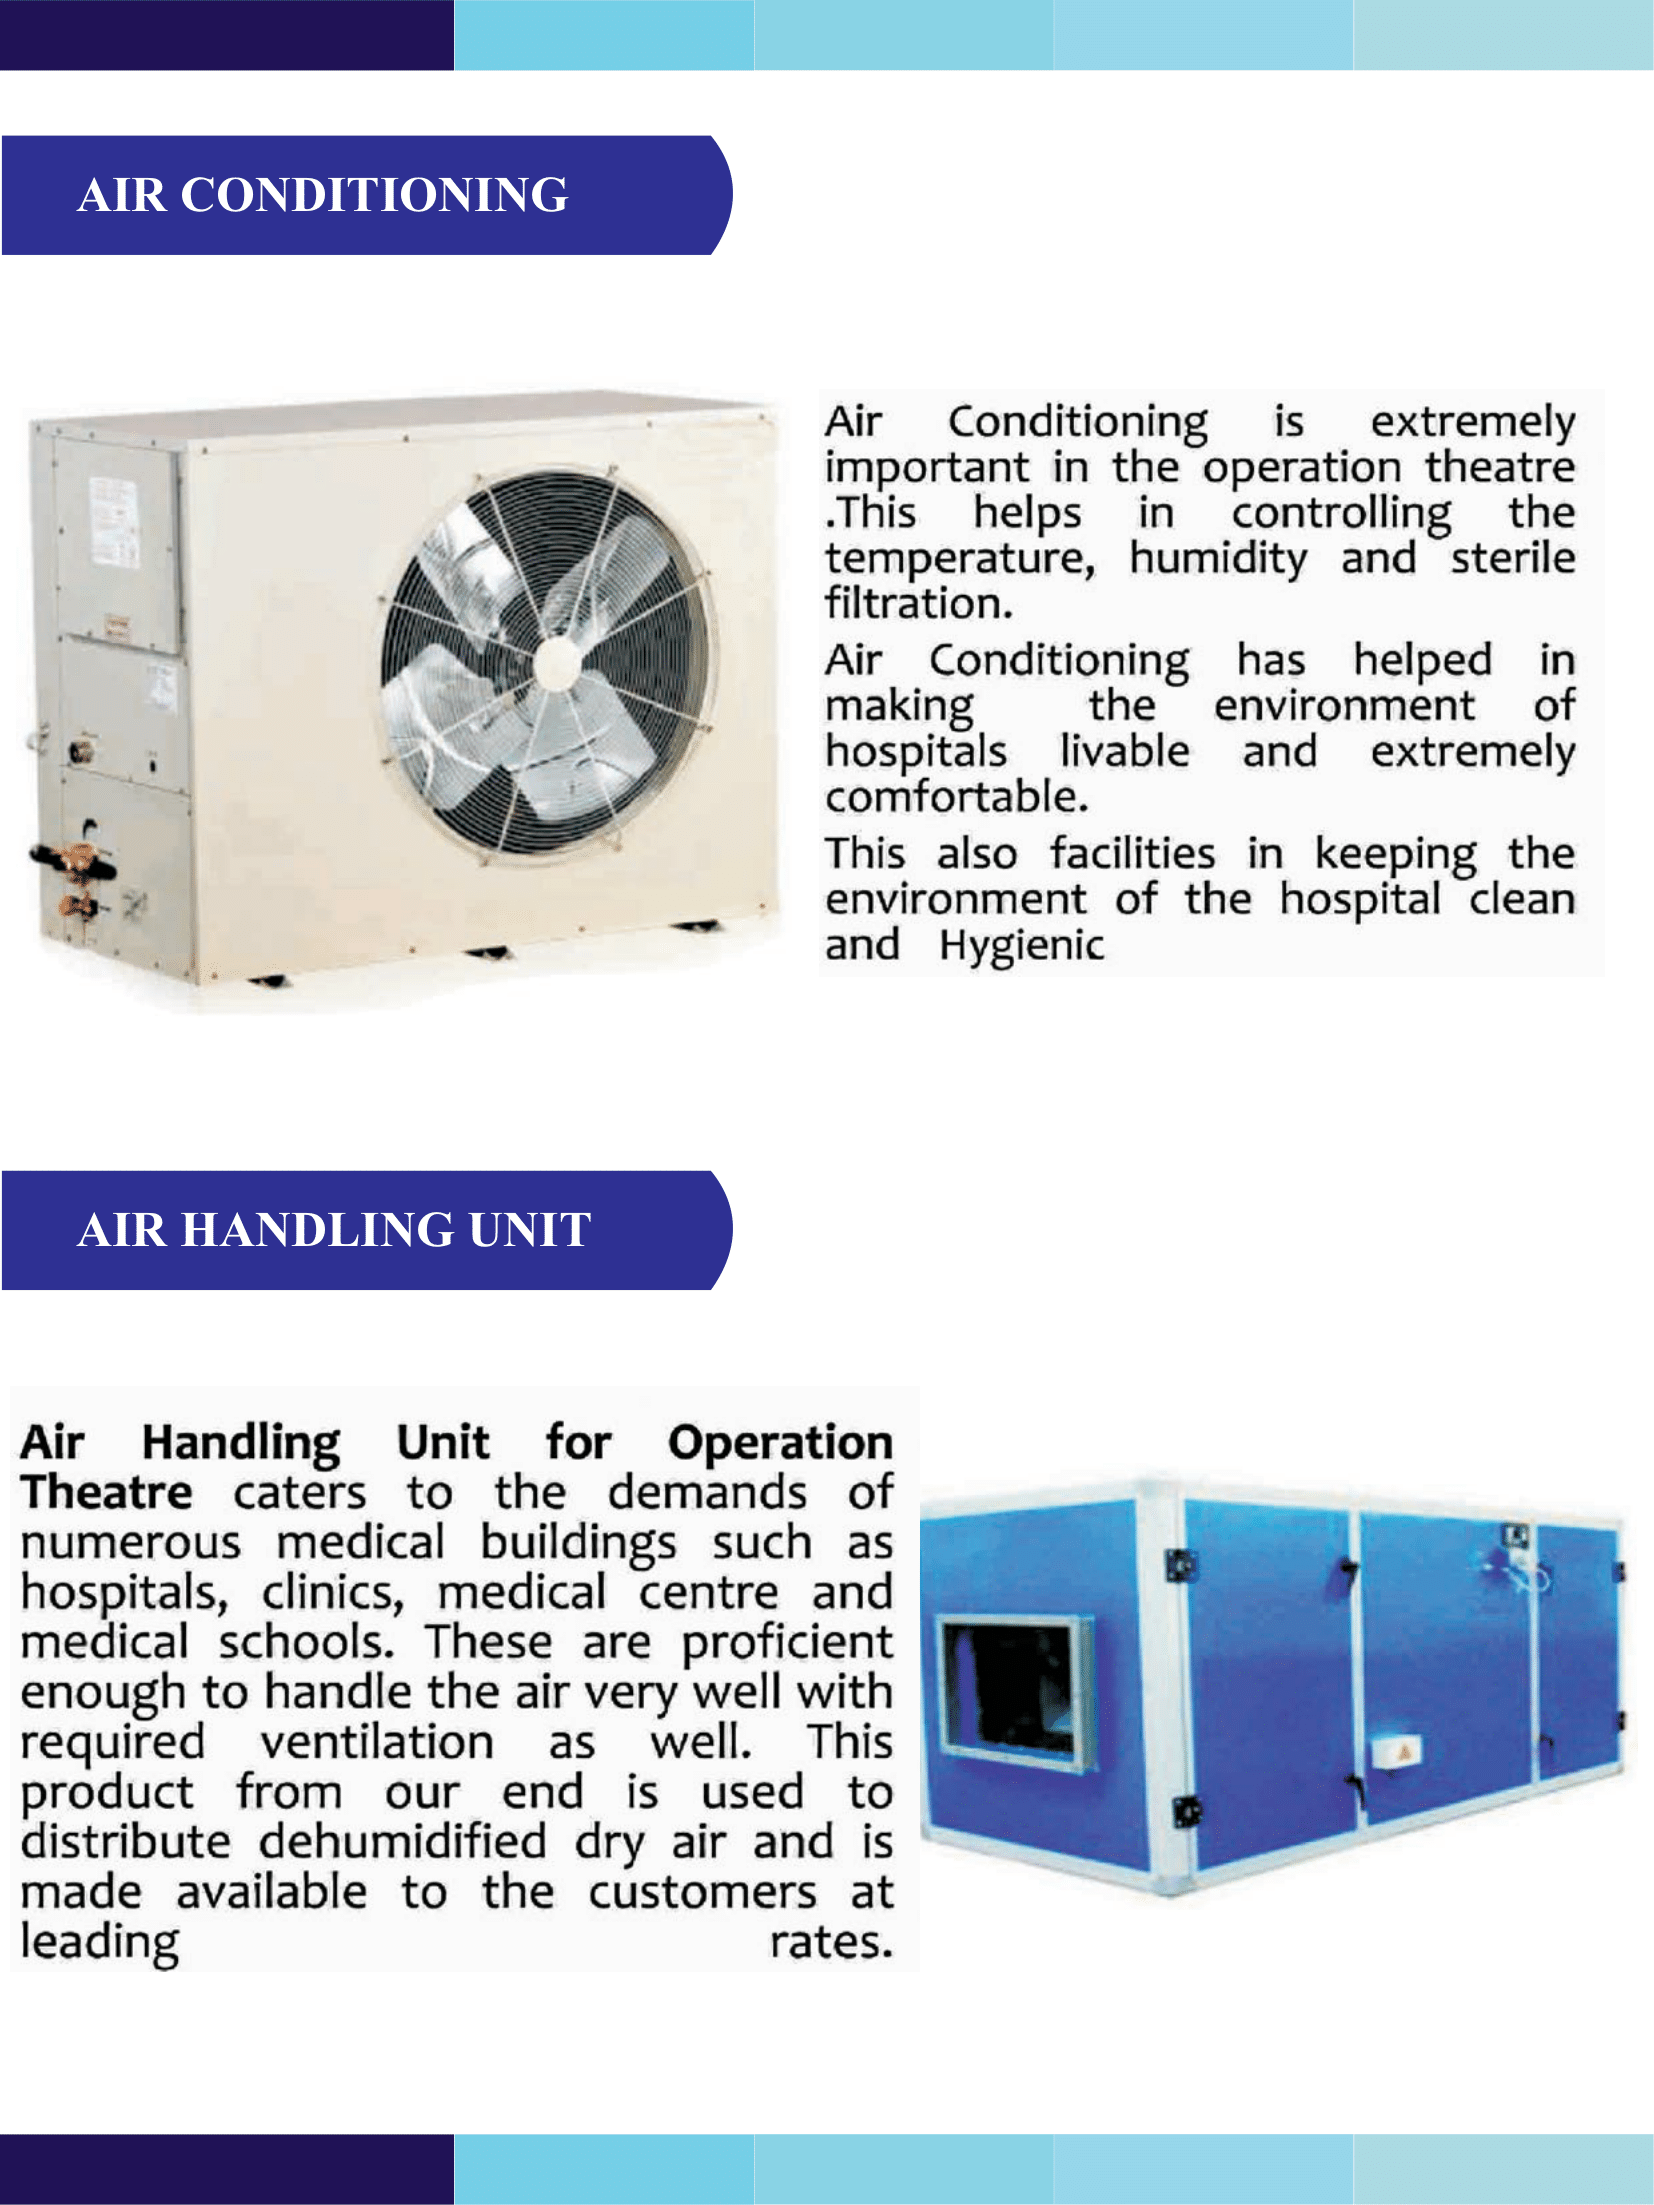 AIR CONDITIONING
Air Conditioning is extremely
important in the operation theatre
.This helps in controlling the
temperature, humidity and sterile
filtration.
Air Conditioning has helped in
making the environment of
hospitals livable and extremely
comfortable.
This also facilities in keeping the
environment of the hospital clean
and Hygienic
AIR HANDLING UNIT
Air Handling Unit for Operation
Theatre caters to the demands of
numerous medical buildings such as
hospitals, clinics, medical centre and
medical schools. These are proficient
enough to handle the air very well with
required ventilation as well. This
product from our end is used to
distribute dehumidified dry air and is
made available to the customers at
leading rates.